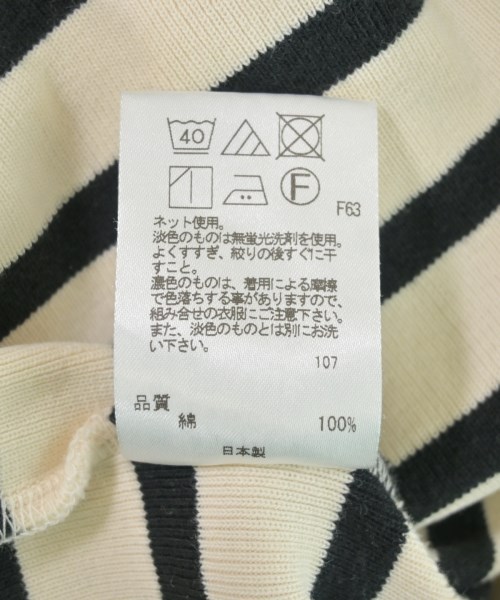 40
F
F63
ネット使用。
淡色のものは無蛍光洗剤を使用。
よくすすぎ、絞りの後すぐに干
すこと。
濃色のものは、着用による摩擦
で色落ちする事がありますので、
組み合せの衣服にご注意下さい。
また、淡色のものとは別にお洗
い下さい。
107
品質
綿 100%
日本製